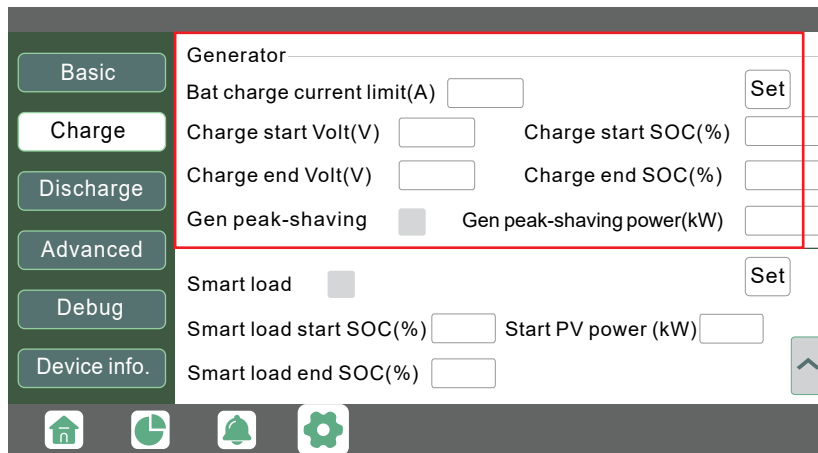 Basic
Charge
Discharge
Advanced
Debug
Device info.
Generator
Bat charge current limit(A)
Set
Charge start Volt(V) Charge start SOC(%)
Charge end Volt(V) Charge end SOC(%)
Gen peak-shaving Gen peak-shaving power(kW)
Smart load
Set
Smart load start SOC(%) Start PV power (kW)
Smart load end SOC(%)